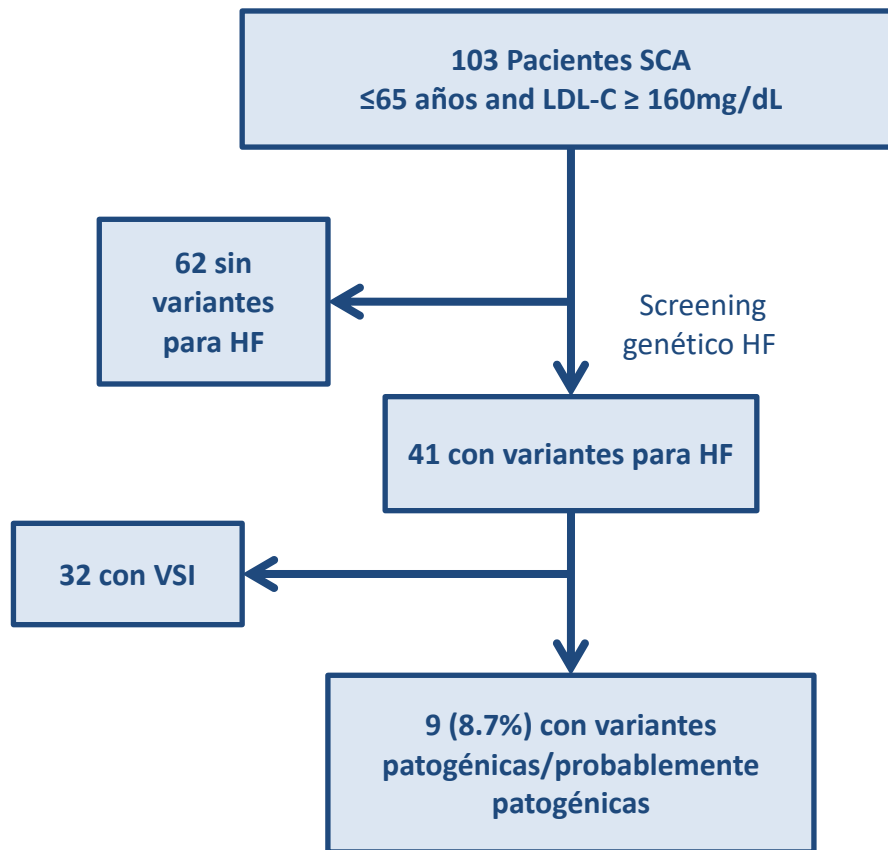 103 Pacientes SCA
≤65 años and LDL-C ≥ 160mg/dL
62 sin
variantes
para HF
Screening
genético HF
41 con variantes para HF
32 con VSI
9 (8.7%) con variantes
patogénicas/probablemente
patogénicas